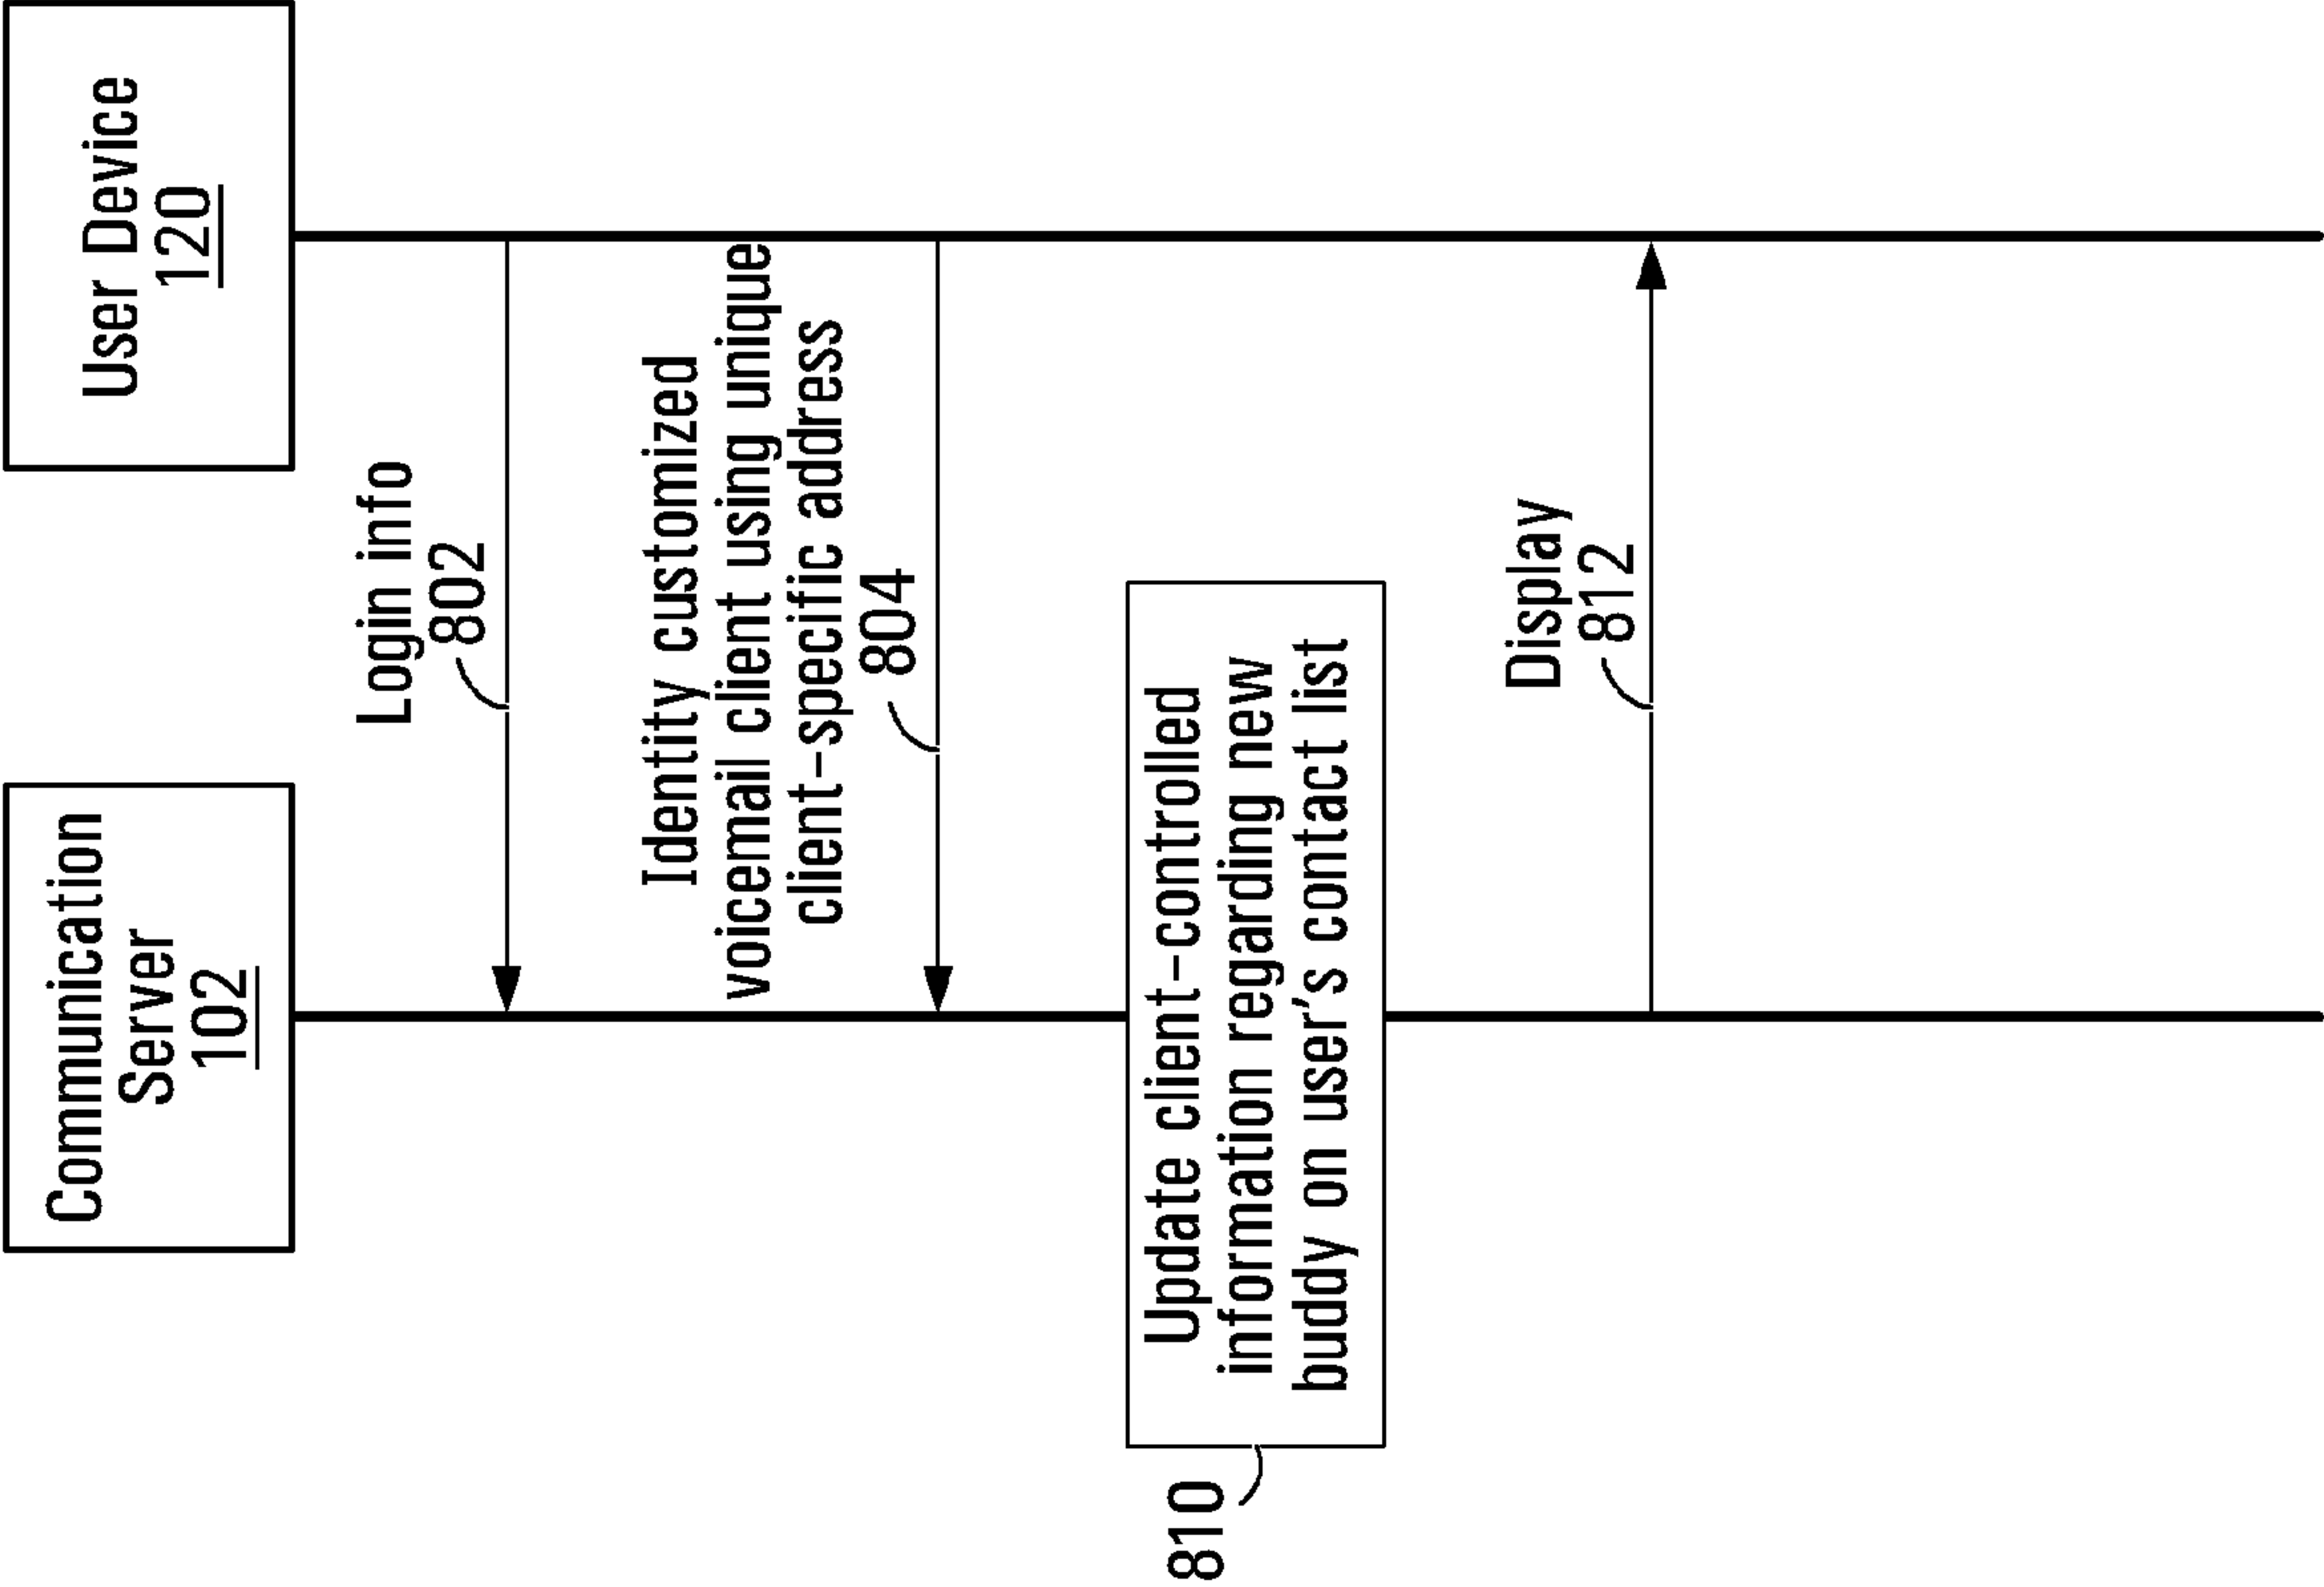 Communication
Server
102
User Device
120
Login info
802
Identity customized
voicemail client using unique
client-specific address
804
Update client-controlled
information regarding new
buddy on user's contact list
810
Display
812